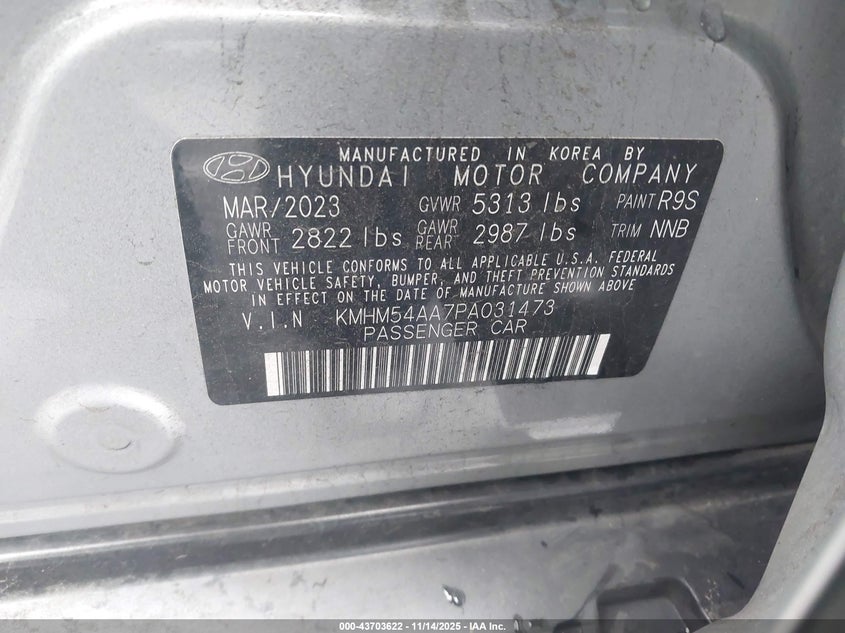 MANUFACTURED IN KOREA BY
HYUNDAI MOTOR COMPANY
MAR/2023 GVWR 5313 lbs PAINT R9S
GAWR FRONT 2822 lbs GAWR REAR 2987 lbs TRIM NNB
THIS VEHICLE CONFORMS TO ALL APPLICABLE U.S.A. FEDERAL
MOTOR VEHICLE SAFETY, BUMPER, AND THEFT PREVENTION STANDARDS
IN EFFECT ON THE DATE OF MANUFACTURE SHOWN ABOVE
V.I.N KMHM54AA7PA031473
PASSENGER CAR
000-43703622 - 11/14/2025 - IAA Inc.